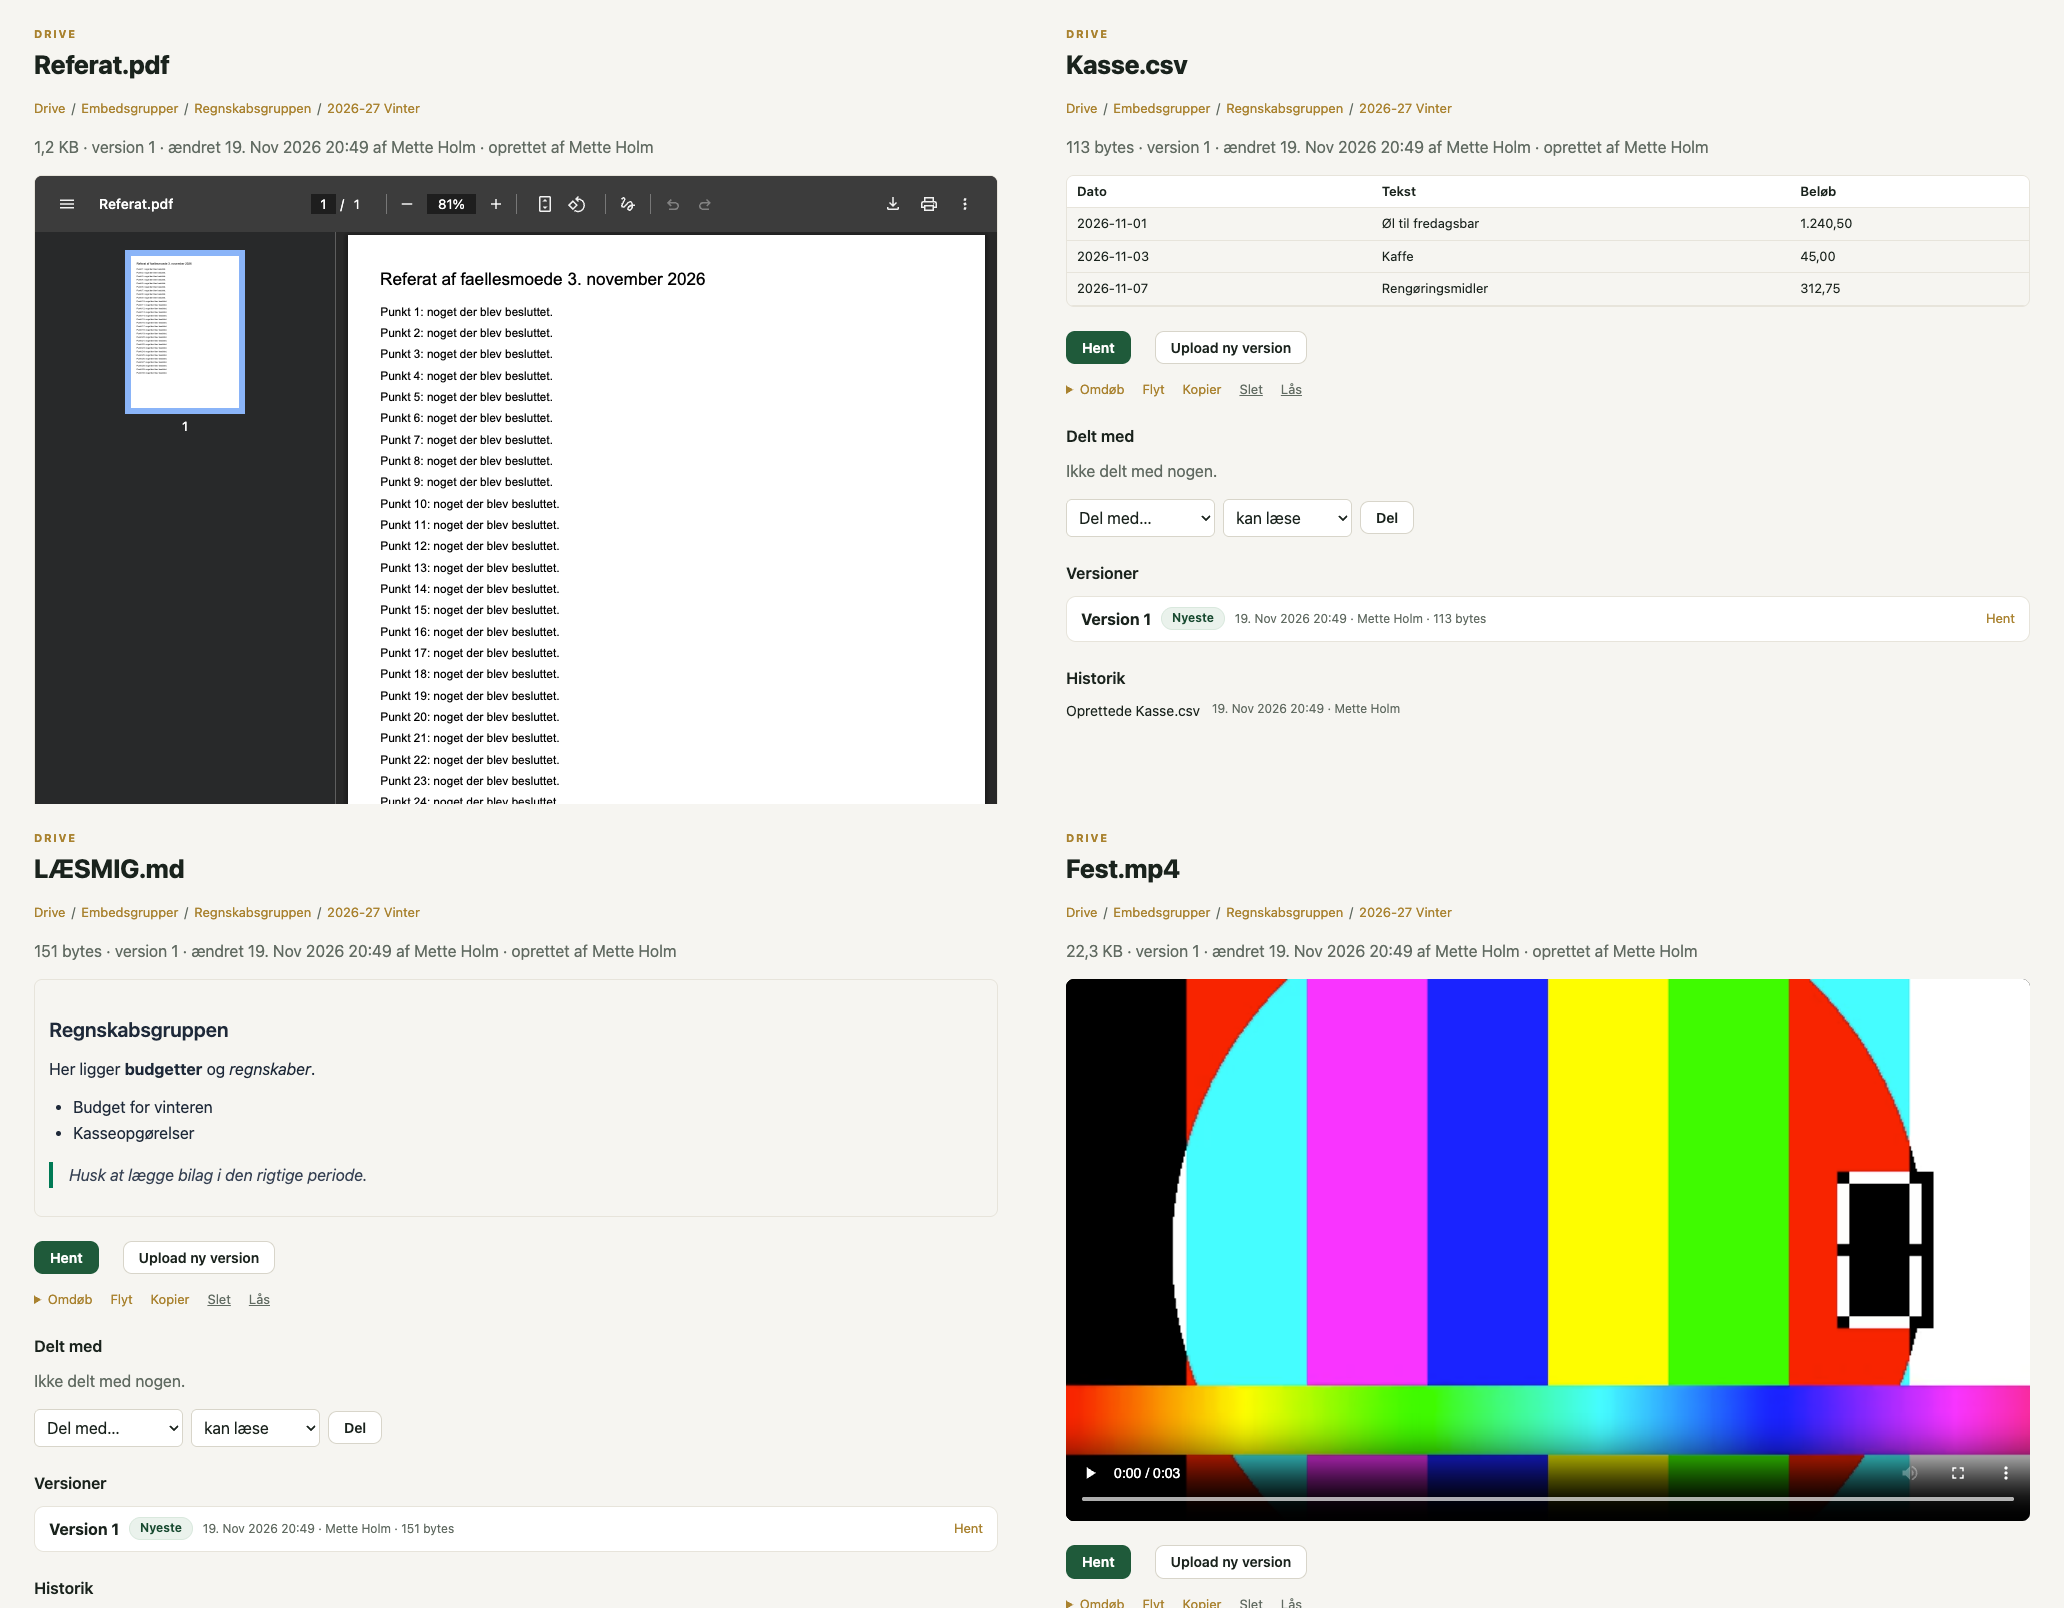 DRIVE
Referat.pdf
Drive / Embedsgrupper / Regnskabsgruppen / 2026-27 Vinter
1,2 KB · version 1 · ændret 19. Nov 2026 20:49 af Mette Holm · oprettet af Mette Holm
Referat.pdf
1 / 1
81%
1
Referat af faellesmoede 3. november 2026
Punkt 1: noget der blev besluttet.
Punkt 2: noget der blev besluttet.
Punkt 3: noget der blev besluttet.
Punkt 4: noget der blev besluttet.
Punkt 5: noget der blev besluttet.
Punkt 6: noget der blev besluttet.
Punkt 7: noget der blev besluttet.
Punkt 8: noget der blev besluttet.
Punkt 9: noget der blev besluttet.
Punkt 10: noget der blev besluttet.
Punkt 11: noget der blev besluttet.
Punkt 12: noget der blev besluttet.
Punkt 13: noget der blev besluttet.
Punkt 14: noget der blev besluttet.
Punkt 15: noget der blev besluttet.
Punkt 16: noget der blev besluttet.
Punkt 17: noget der blev besluttet.
Punkt 18: noget der blev besluttet.
Punkt 19: noget der blev besluttet.
Punkt 20: noget der blev besluttet.
Punkt 21: noget der blev besluttet.
Punkt 22: noget der blev besluttet.
Punkt 23: noget der blev besluttet.
Punkt 24: noget der blev besluttet.
DRIVE
Kasse.csv
Drive / Embedsgrupper / Regnskabsgruppen / 2026-27 Vinter
113 bytes · version 1 · ændret 19. Nov 2026 20:49 af Mette Holm · oprettet af Mette Holm
Dato Tekst Beløb
2026-11-01 Øl til fredagsbar 1.240,50
2026-11-03 Kaffe 45,00
2026-11-07 Rengøringsmidler 312,75
Hent Upload ny version
Omdøb Flyt Kopier Slet Lås
Delt med
Ikke delt med nogen.
Del med... kan læse Del
Versioner
Version 1 Nyeste 19. Nov 2026 20:49 · Mette Holm · 113 bytes Hent
Historik
Oprettede Kasse.csv 19. Nov 2026 20:49 · Mette Holm
DRIVE
LÆSMIG.md
Drive / Embedsgrupper / Regnskabsgruppen / 2026-27 Vinter
151 bytes · version 1 · ændret 19. Nov 2026 20:49 af Mette Holm · oprettet af Mette Holm
Regnskabsgruppen
Her ligger budgetter og regnskaber.
• Budget for vinteren
• Kasseopgørelser
Husk at lægge bilag i den rigtige periode.
Hent Upload ny version
Omdøb Flyt Kopier Slet Lås
Delt med
Ikke delt med nogen.
Del med... kan læse Del
Versioner
Version 1 Nyeste 19. Nov 2026 20:49 · Mette Holm · 151 bytes Hent
Historik
DRIVE
Fest.mp4
Drive / Embedsgrupper / Regnskabsgruppen / 2026-27 Vinter
22,3 KB · version 1 · ændret 19. Nov 2026 20:49 af Mette Holm · oprettet af Mette Holm
0:00 / 0:03
Hent Upload ny version
Omdøb Flyt Kopier Slet Lås